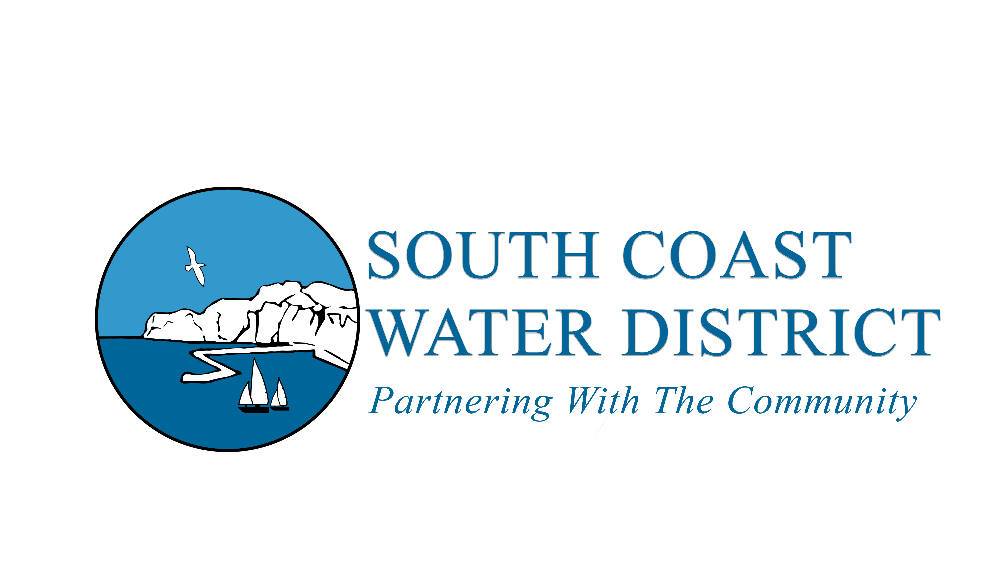 SOUTH COAST
WATER DISTRICT
Partnering With The Community